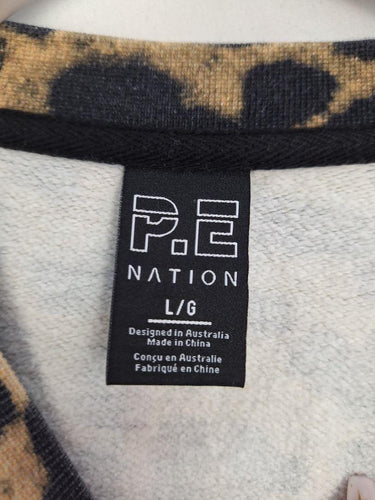 P.E
NATION
L/G
Designed in Australia
Made in China
Conçu en Australie
Fabriqué en Chine